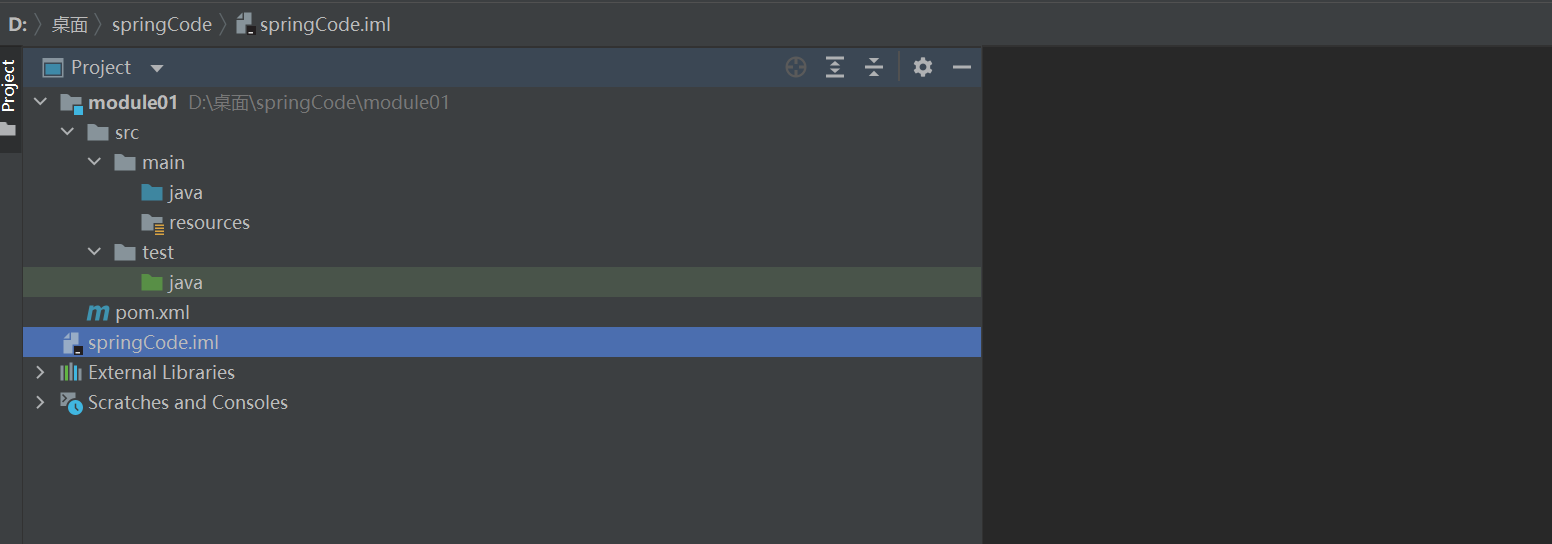 D: 桌面 springCode springCode.iml
Project
Project
module01 D:\桌面\springCode\module01
src
main
java
resources
test
java
pom.xml
springCode.iml
External Libraries
Scratches and Consoles